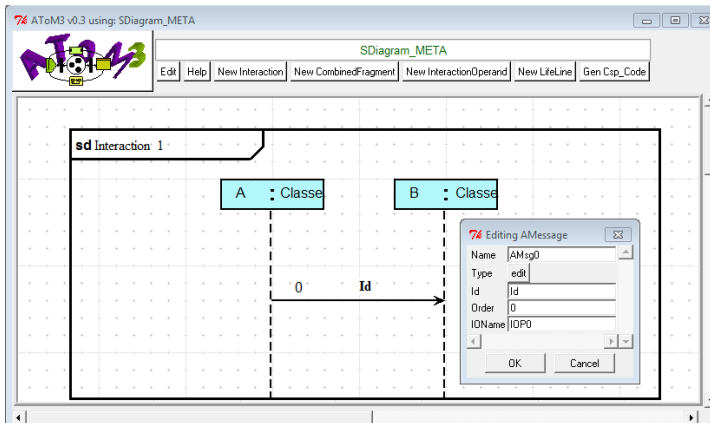 AToM3 v0.3 using: SDiagram_META
AToM3
SDiagram_META
Edit Help New Interaction New CombinedFragment New InteractionOperand New LifeLine Gen Csp_Code
sd Interaction 1
A : Classe
B : Classe
0 Id
Editing AMessage
Name AMsg0
Type edit
Id Id
Order 0
IOName IOP0
OK Cancel